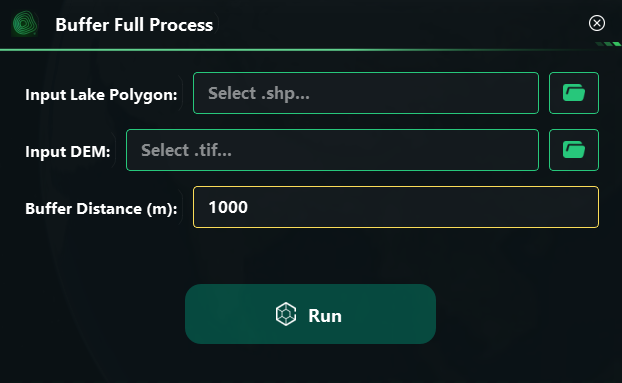 Buffer Full Process
Input Lake Polygon: Select .shp...
Input DEM: Select .tif...
Buffer Distance (m): 1000
Run